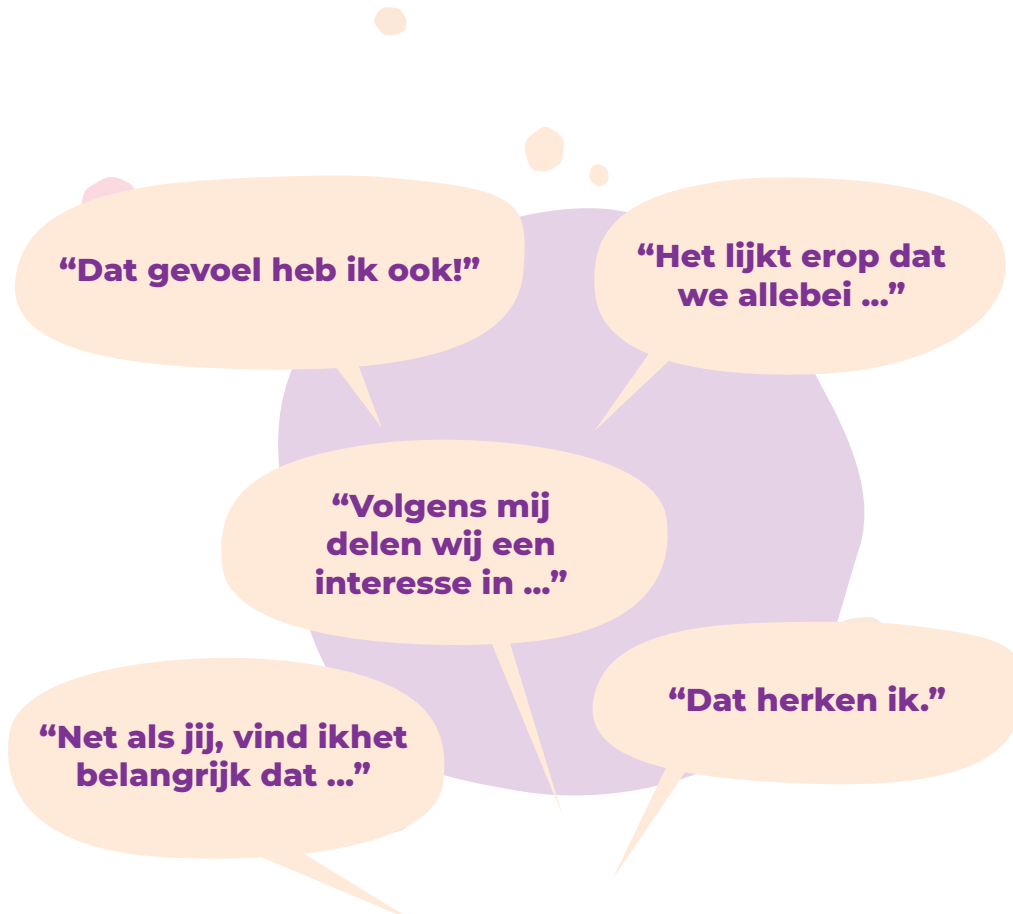 “Dat gevoel heb ik ook!”
“Het lijkt erop dat
we allebei ...”
“Volgens mij
delen wij een
interesse in ...”
“Net als jij, vind ikhet
belangrijk dat ...”
“Dat herken ik.”